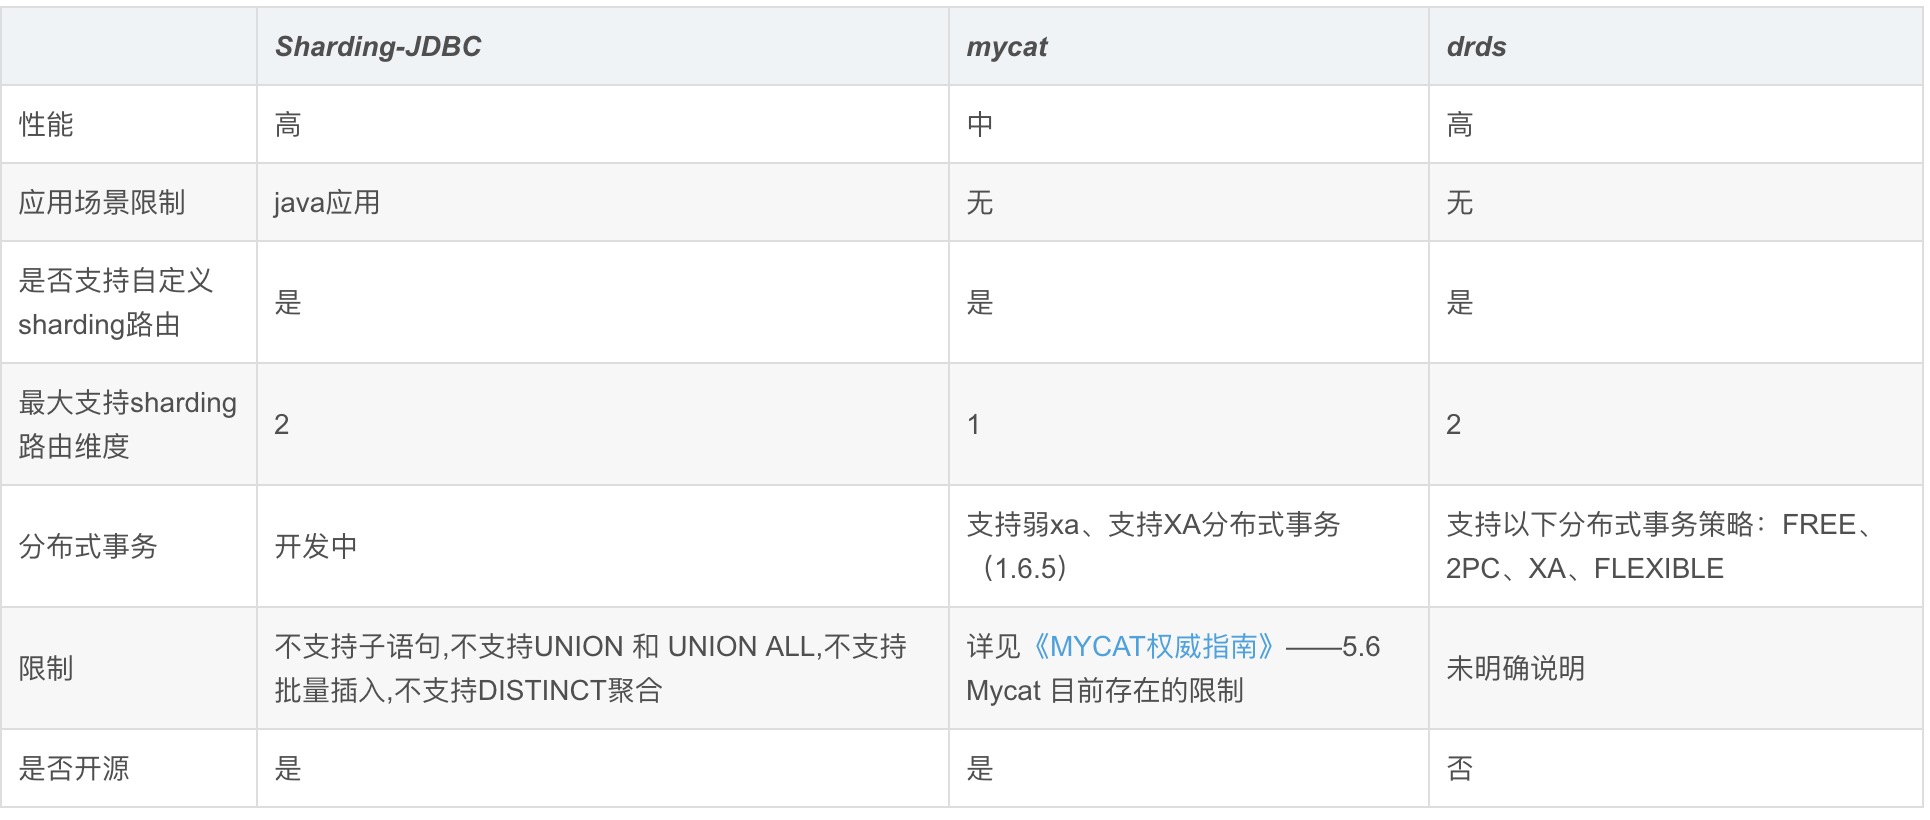 Sharding-JDBC mycat drds
性能 高 中 高
应用场景限制 java应用 无 无
是否支持自定义
sharding路由
是 是 是
最大支持sharding
路由维度
2 1 2
分布式事务
开发中
支持弱xa、支持XA分布式事务
（1.6.5）
支持以下分布式事务策略：FREE、
2PC、XA、FLEXIBLE
限制
不支持子语句,不支持UNION 和 UNION ALL,不支持
批量插入,不支持DISTINCT聚合
详见《MYCAT权威指南》——5.6
Mycat 目前存在的限制
未明确说明
是否开源 是 是 否